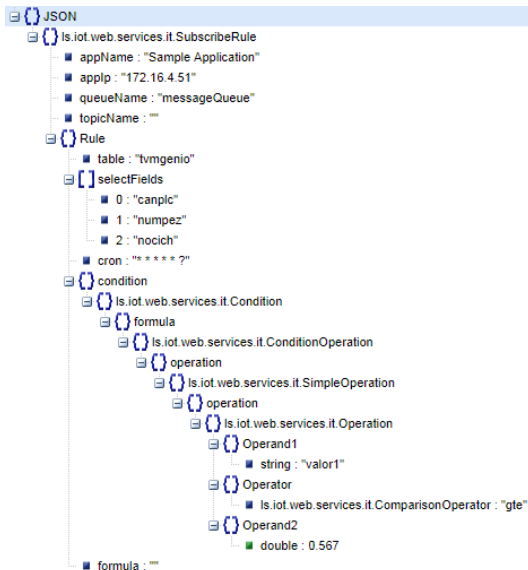 JSON
ls.iot.web.services.it.SubscribeRule
appName : "Sample Application"
appIp : "172.16.4.51"
queueName : "messageQueue"
topicName : ""
Rule
table : "tvmgenio"
selectFields
0 : "canplc"
1 : "numpez"
2 : "nocich"
cron : "* * * * * ?"
condition
ls.iot.web.services.it.Condition
formula
ls.iot.web.services.it.ConditionOperation
operation
ls.iot.web.services.it.SimpleOperation
operation
ls.iot.web.services.it.Operation
Operand1
string : "valor1"
Operator
ls.iot.web.services.it.ComparisonOperator : "gte"
Operand2
double : 0.567
formula : ""